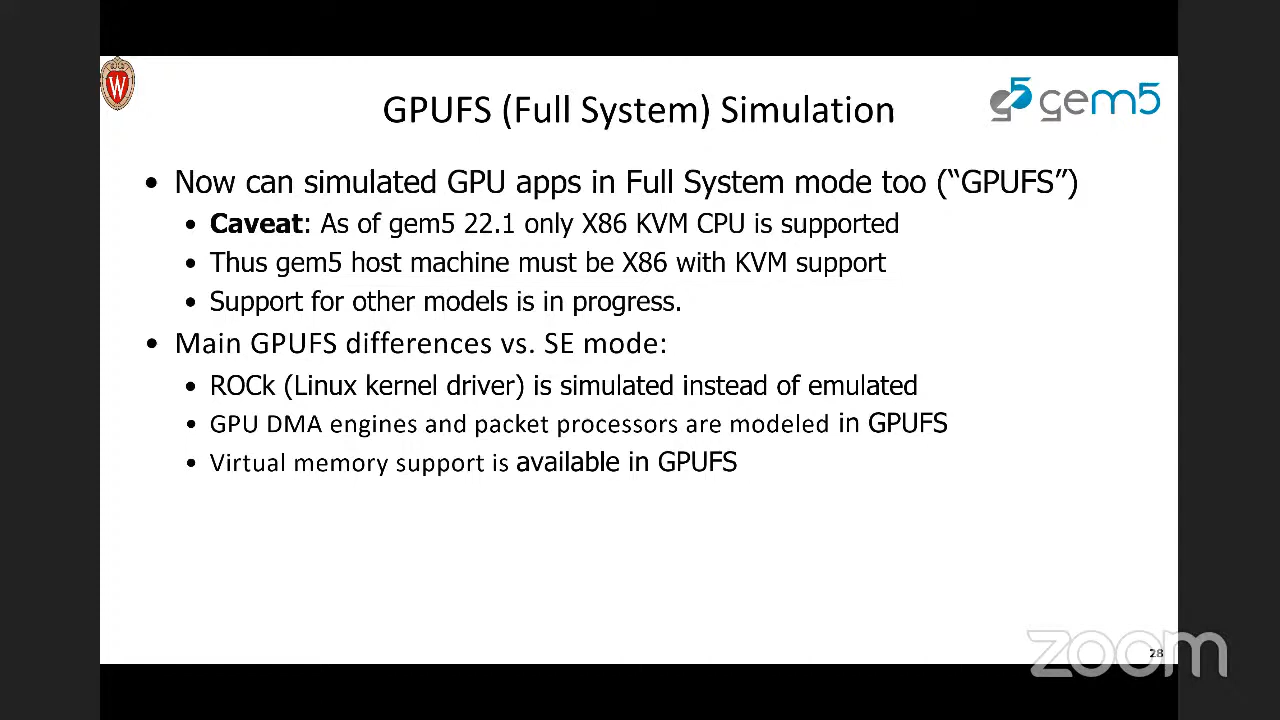 W
gem5
GPUFS (Full System) Simulation
• Now can simulated GPU apps in Full System mode too (“GPUFS”)
• Caveat: As of gem5 22.1 only X86 KVM CPU is supported
• Thus gem5 host machine must be X86 with KVM support
• Support for other models is in progress.
• Main GPUFS differences vs. SE mode:
• ROCk (Linux kernel driver) is simulated instead of emulated
• GPU DMA engines and packet processors are modeled in GPUFS
• Virtual memory support is available in GPUFS
zoom
28